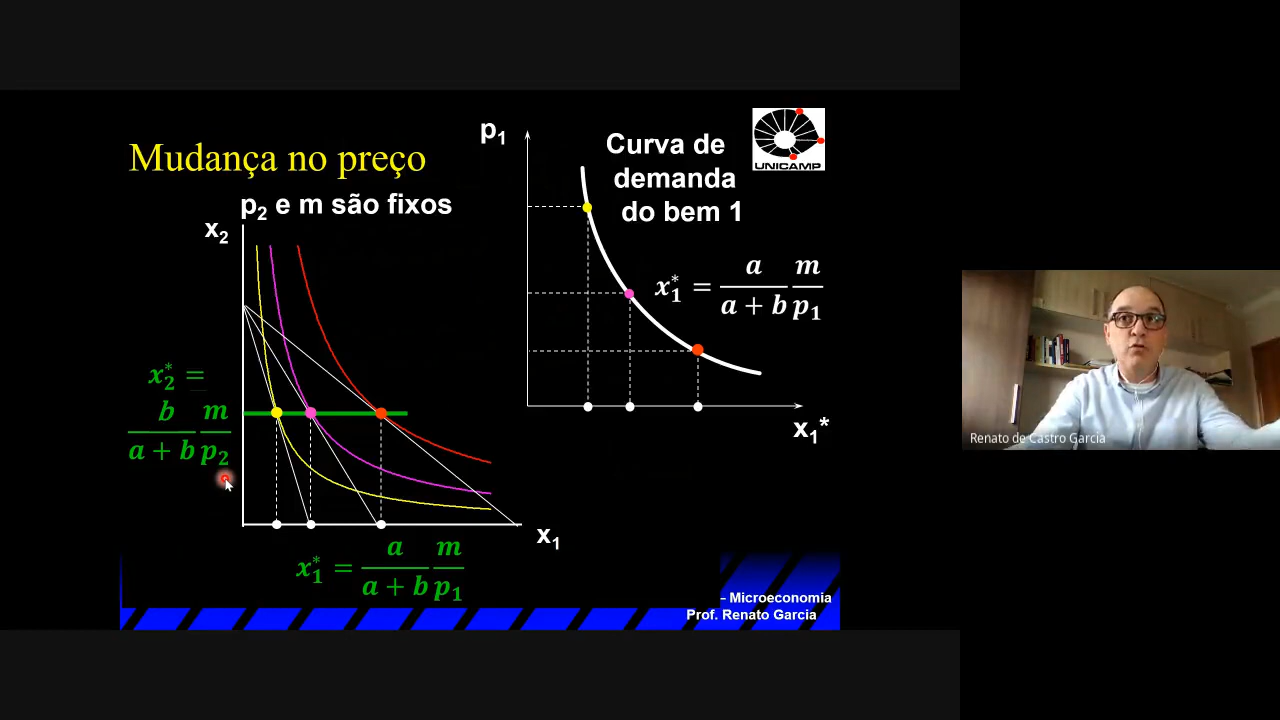 Mudança no preço
p₂ e m são fixos
x₂
x₂* =
b/(a + b) m/p₂
x₁
x₁* = a/(a + b) m/p₁
p₁
Curva de
demanda
do bem 1
x₁* = a/(a + b) m/p₁
x₁*
UNICAMP
– Microeconomia
Prof. Renato Garcia
Renato de Castro Garcia